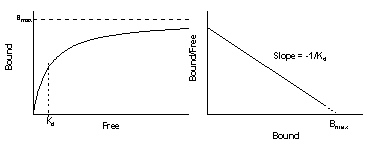 Bmax
Bound
Kd
Free
Bound/Free
Slope = -1/Kd
Bmax
Bound